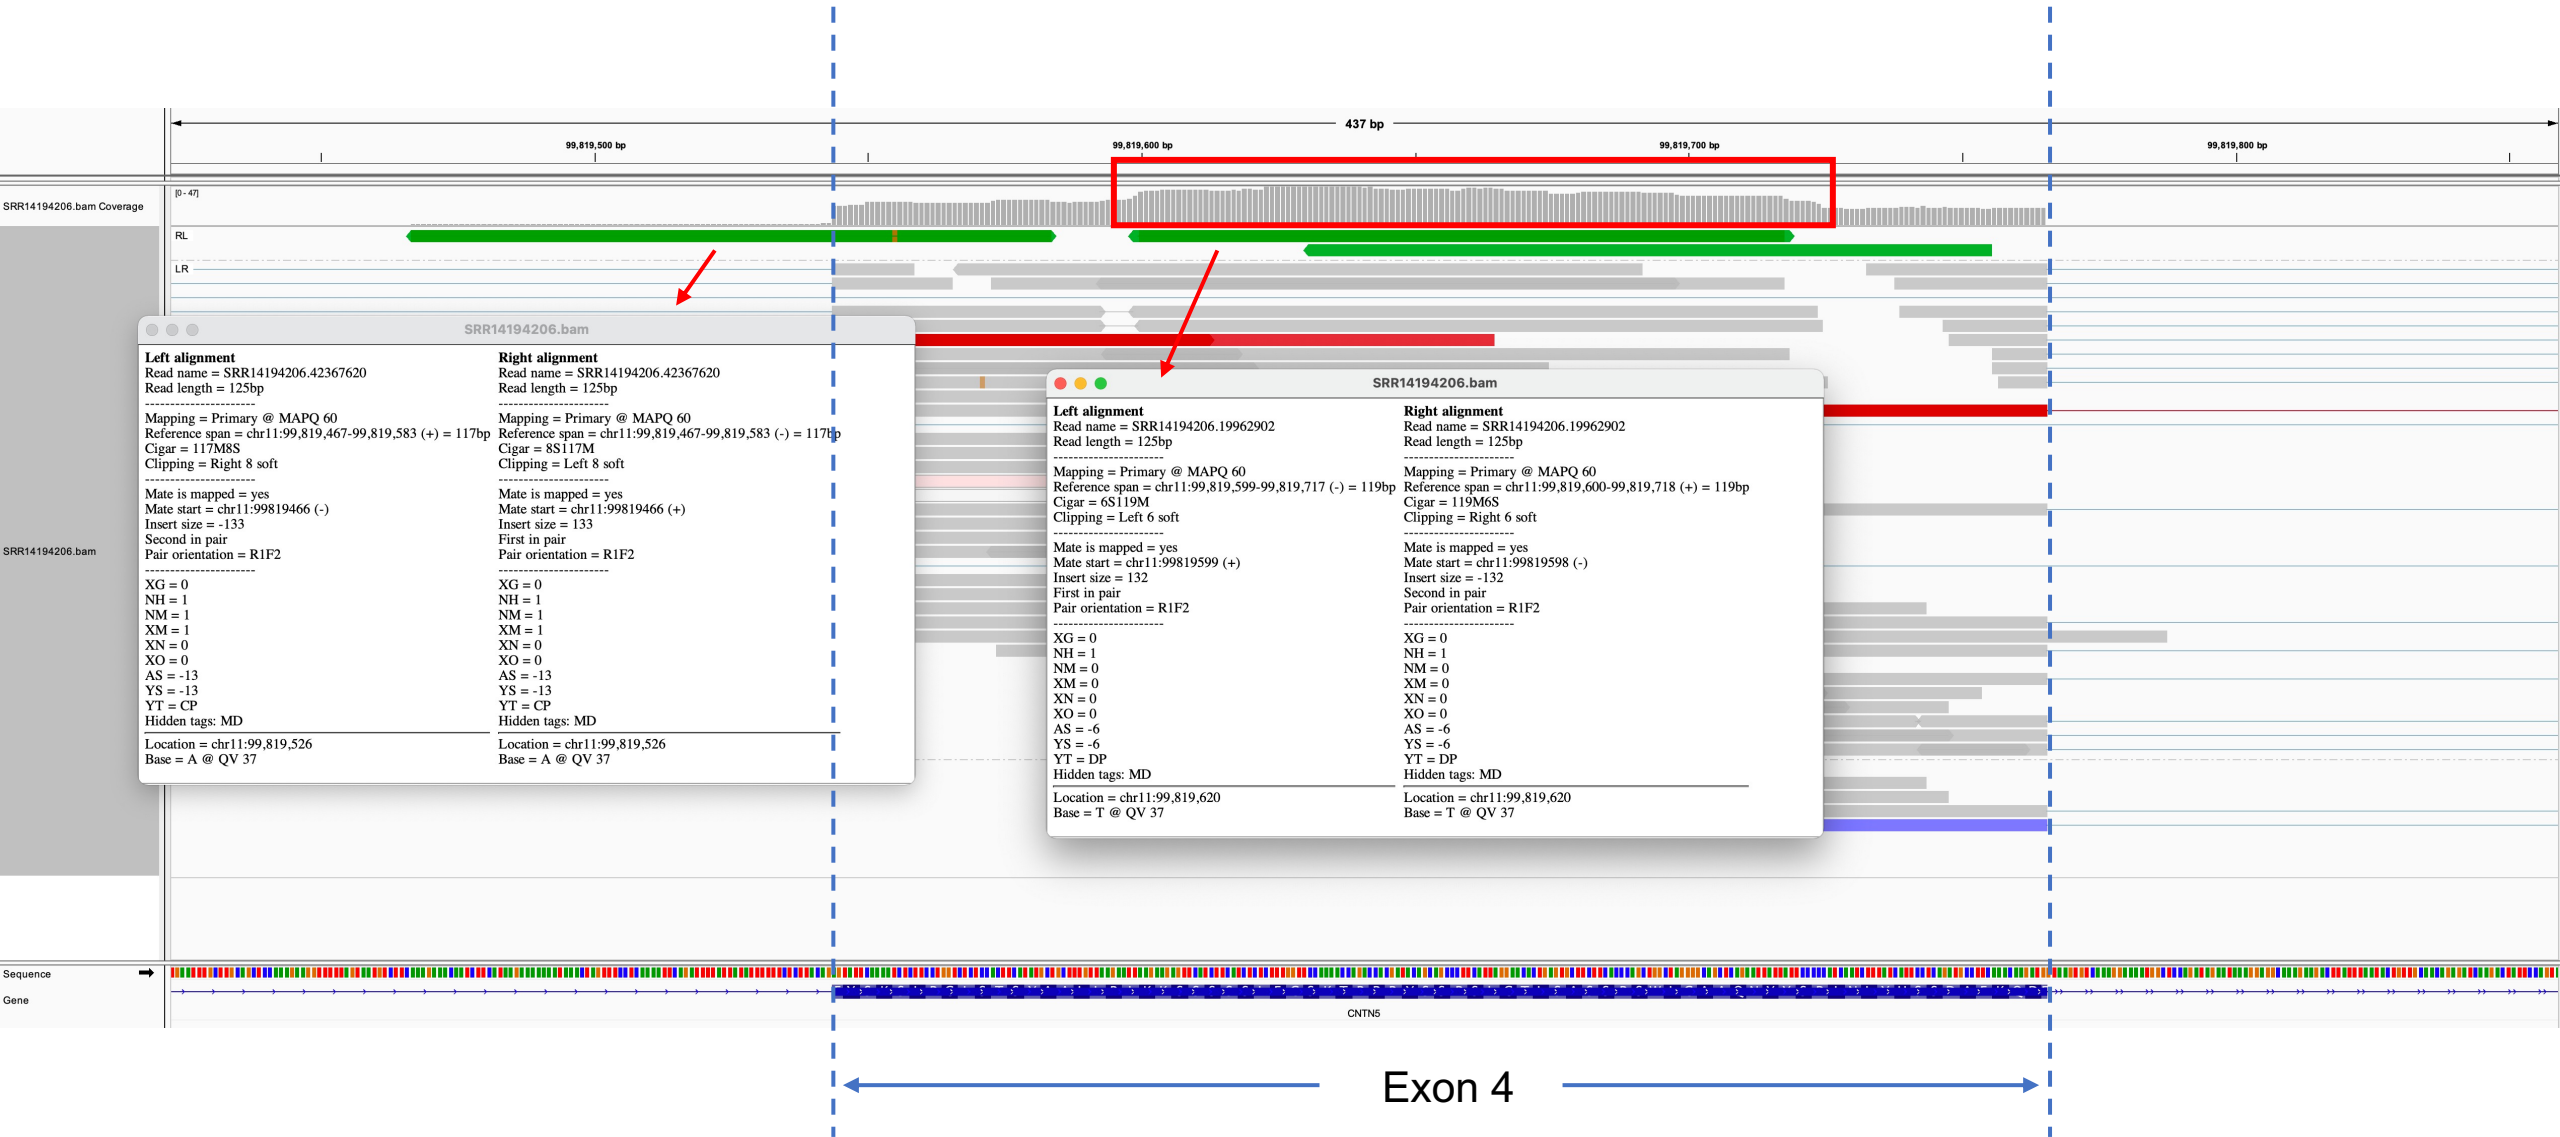 437 bp
99,819,500 bp
99,819,600 bp
99,819,700 bp
99,819,800 bp
[0 - 47]
SRR14194206.bam Coverage
RL
LR
SRR14194206.bam
Left alignment
Read name = SRR14194206.42367620
Read length = 125bp
----------------------
Mapping = Primary @ MAPQ 60
Reference span = chr11:99,819,467-99,819,583 (+) = 117bp
Cigar = 117M8S
Clipping = Right 8 soft
----------------------
Mate is mapped = yes
Mate start = chr11:99819466 (-)
Insert size = -133
Second in pair
Pair orientation = R1F2
----------------------
XG = 0
NH = 1
NM = 1
XM = 1
XN = 0
XO = 0
AS = -13
YS = -13
YT = CP
Hidden tags: MD
Location = chr11:99,819,526
Base = A @ QV 37
Right alignment
Read name = SRR14194206.42367620
Read length = 125bp
----------------------
Mapping = Primary @ MAPQ 60
Reference span = chr11:99,819,467-99,819,583 (-) = 117bp
Cigar = 8S117M
Clipping = Left 8 soft
----------------------
Mate is mapped = yes
Mate start = chr11:99819466 (+)
Insert size = 133
First in pair
Pair orientation = R1F2
----------------------
XG = 0
NH = 1
NM = 1
XM = 1
XN = 0
XO = 0
AS = -13
YS = -13
YT = CP
Hidden tags: MD
Location = chr11:99,819,526
Base = A @ QV 37
SRR14194206.bam
Left alignment
Read name = SRR14194206.19962902
Read length = 125bp
----------------------
Mapping = Primary @ MAPQ 60
Reference span = chr11:99,819,599-99,819,717 (-) = 119bp
Cigar = 6S119M
Clipping = Left 6 soft
----------------------
Mate is mapped = yes
Mate start = chr11:99819599 (+)
Insert size = 132
First in pair
Pair orientation = R1F2
----------------------
XG = 0
NH = 1
NM = 0
XM = 0
XN = 0
XO = 0
AS = -6
YS = -6
YT = DP
Hidden tags: MD
Location = chr11:99,819,620
Base = T @ QV 37
Right alignment
Read name = SRR14194206.19962902
Read length = 125bp
----------------------
Mapping = Primary @ MAPQ 60
Reference span = chr11:99,819,600-99,819,718 (+) = 119bp
Cigar = 119M6S
Clipping = Right 6 soft
----------------------
Mate is mapped = yes
Mate start = chr11:99819598 (-)
Insert size = -132
Second in pair
Pair orientation = R1F2
----------------------
XG = 0
NH = 1
NM = 0
XM = 0
XN = 0
XO = 0
AS = -6
YS = -6
YT = DP
Hidden tags: MD
Location = chr11:99,819,620
Base = T @ QV 37
SRR14194206.bam
Sequence
Gene
CNTN5
Exon 4